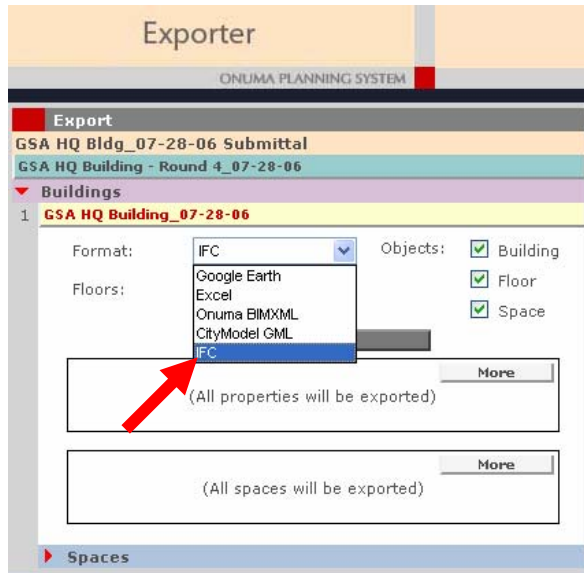 Exporter
ONUMA PLANNING SYSTEM
Export
GSA HQ Bldg_07-28-06 Submittal
GSA HQ Building - Round 4_07-28-06
Buildings
1 GSA HQ Building_07-28-06
Format: IFC Objects: Building
Google Earth
Floors: Excel Floor
Onuma BIMXML
CityModel GML Space
IFC
More
(All properties will be exported)
More
(All spaces will be exported)
Spaces